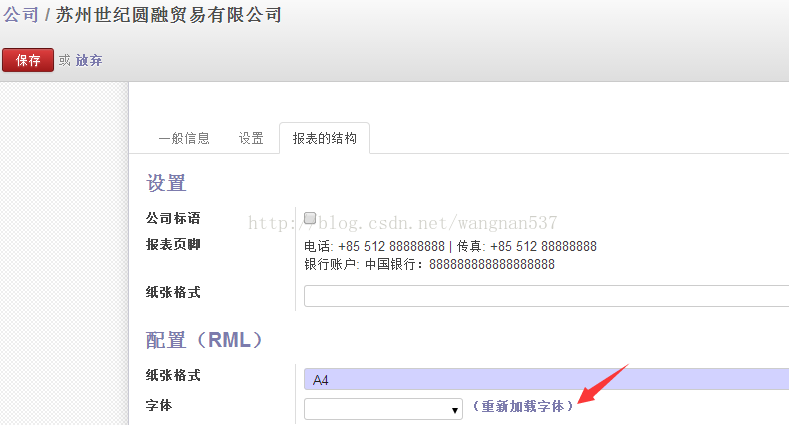 公司 / 苏州世纪圆融贸易有限公司
保存 或 放弃
一般信息 设置 报表的结构
设置
公司标语
http://blog.csdn.net/wangnan537
报表页脚 电话: +85 512 88888888 | 传真: +85 512 88888888
银行账户: 中国银行：888888888888888888
纸张格式
配置（RML）
纸张格式 A4
字体 （重新加载字体）